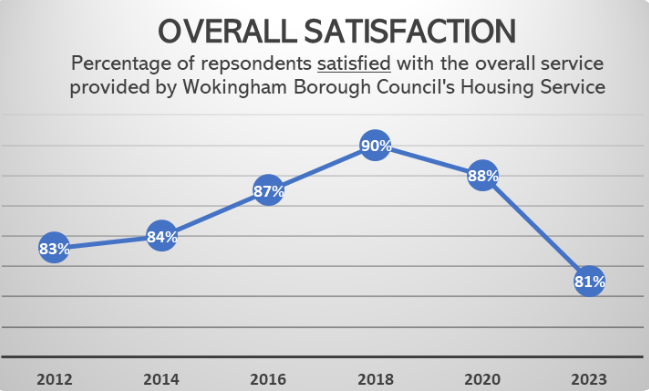 OVERALL SATISFACTION
Percentage of repsondents satisfied with the overall service
provided by Wokingham Borough Council's Housing Service
90%
88%
87%
84%
83%
81%
2012 2014 2016 2018 2020 2023